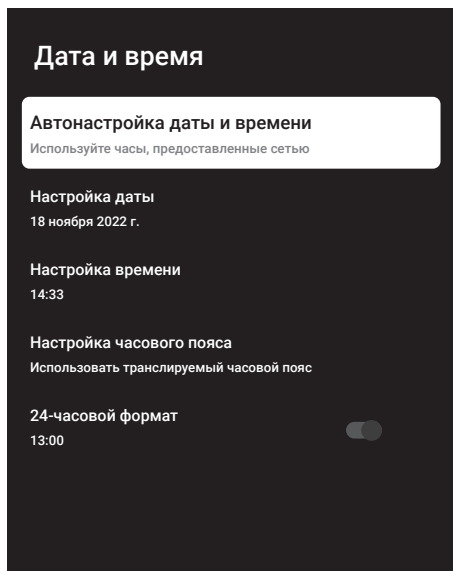 Дата и время
Автонастройка даты и времени
Используйте часы, предоставленные сетью
Настройка даты
18 ноября 2022 г.
Настройка времени
14:33
Настройка часового пояса
Использовать транслируемый часовой пояс
24-часовой формат
13:00